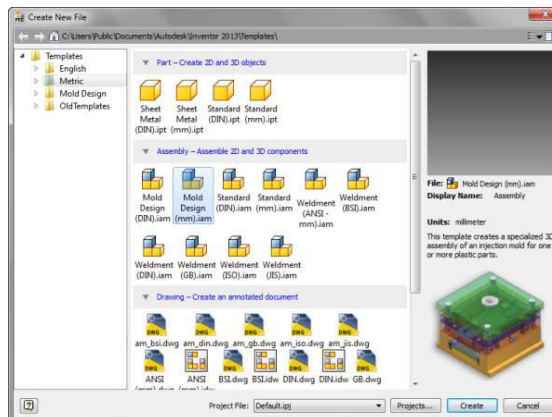 Create New File
C:\Users\Public\Documents\Autodesk\Inventor 2013\Templates\
Templates
English
Metric
Mold Design
OldTemplates
Part – Create 2D and 3D objects
Sheet Metal (DIN).ipt
Sheet Metal (mm).ipt
Standard (DIN).ipt
Standard (mm).ipt
Assembly – Assemble 2D and 3D components
Mold Design (DIN).iam
Mold Design (mm).iam
Standard (DIN).iam
Standard (mm).iam
Weldment (ANSI - mm).iam
Weldment (BSI).iam
Weldment (DIN).iam
Weldment (GB).iam
Weldment (ISO).iam
Weldment (JIS).iam
Drawing – Create an annotated document
am_bsi.dwg
am_din.dwg
am_gb.dwg
am_iso.dwg
am_jis.dwg
ANSI (mm).dwg
ANSI (mm).idw
BSI.dwg
BSI.idw
DIN.dwg
DIN.idw
GB.dwg
File: Mold Design (mm).iam
Display Name: Assembly
Units: millimeter
This template creates a specialized 3D
assembly of an injection mold for one
or more plastic parts.
Project File: Default.ipj
Projects...
Create
Cancel